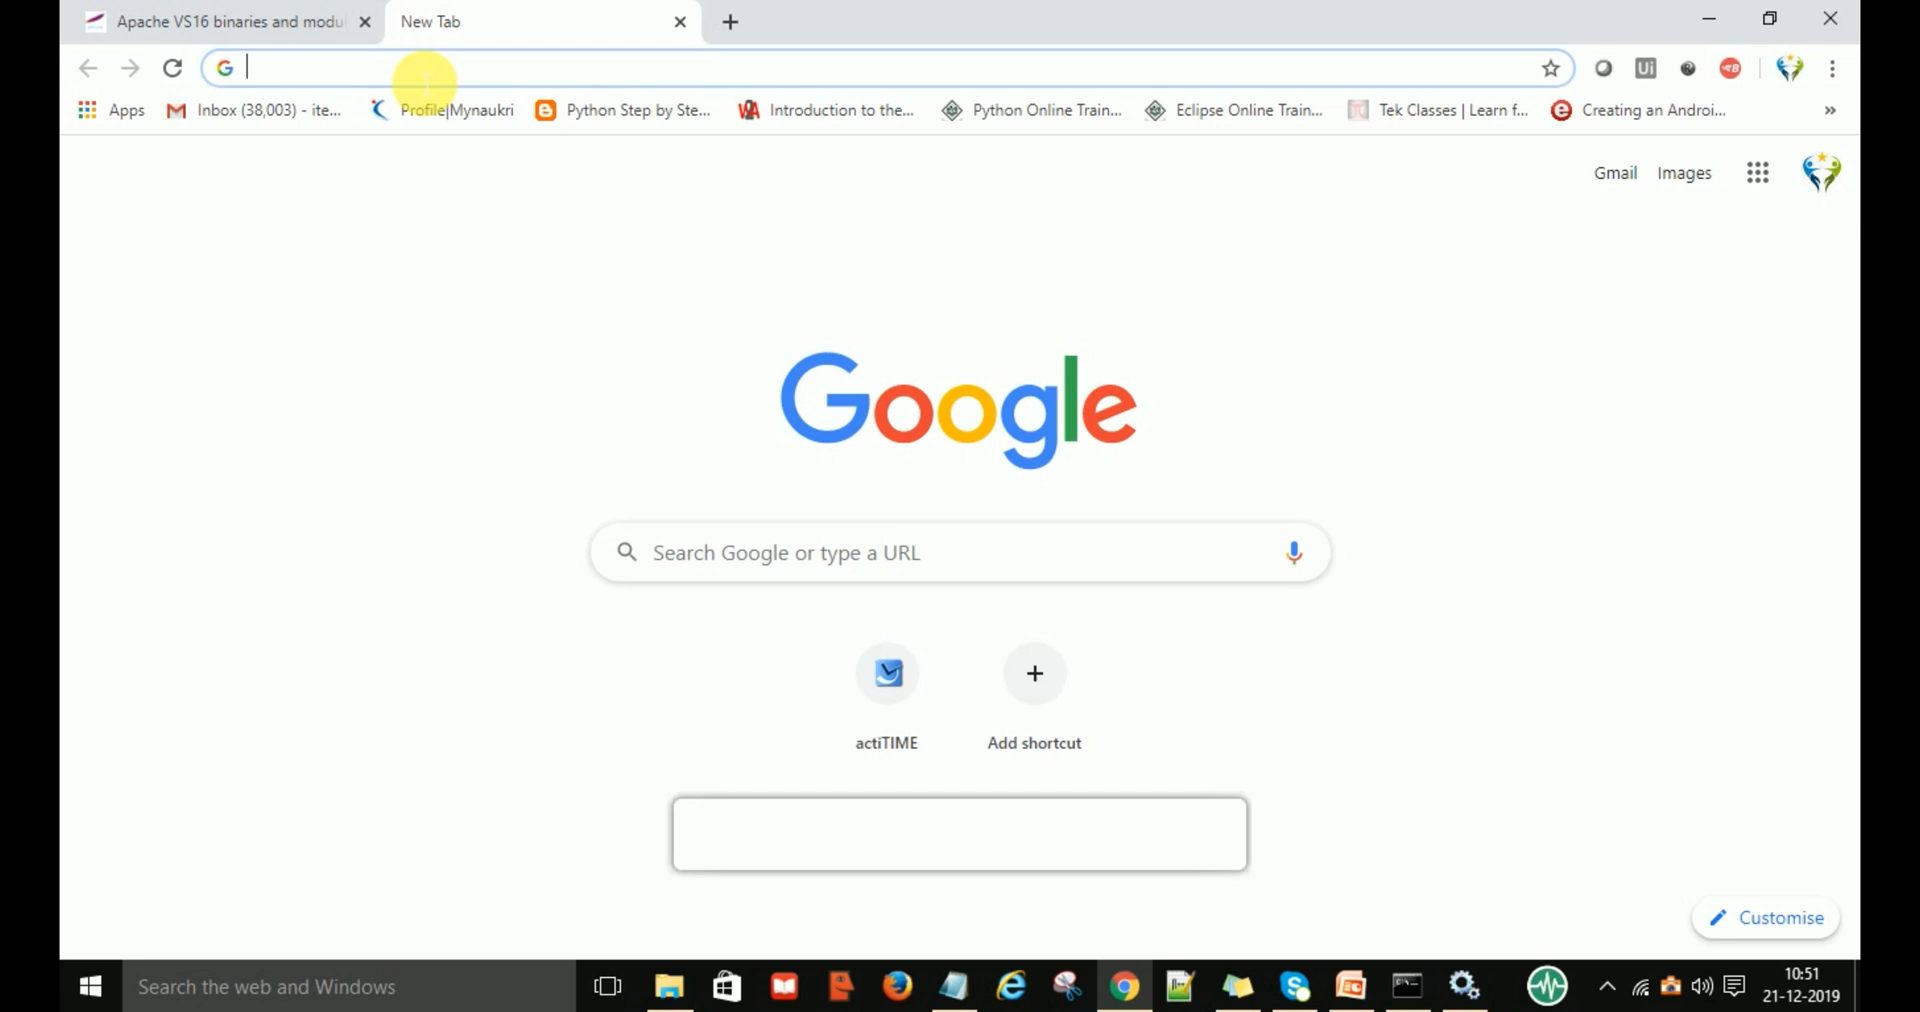 Apache VS16 binaries and modu
New Tab
Apps
Inbox (38,003) - ite...
Profile|Mynaukri
Python Step by Ste...
Introduction to the...
Python Online Train...
Eclipse Online Train...
Tek Classes | Learn f...
Creating an Androi...
Gmail
Images
Google
Search Google or type a URL
actiTIME
Add shortcut
Customise
Search the web and Windows
10:51
21-12-2019